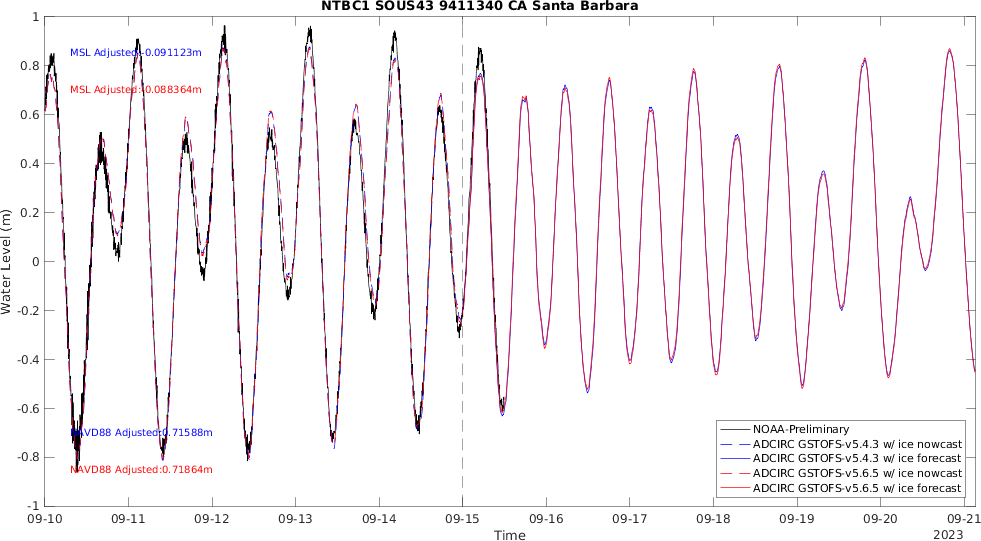 NTBC1 SOUS43 9411340 CA Santa Barbara
1
0.8
0.6
0.4
0.2
0
-0.2
-0.4
-0.6
-0.8
-1
Water Level (m)
MSL Adjusted:-0.091123m
MSL Adjusted:-0.088364m
NAVD88 Adjusted:0.71588m
NAVD88 Adjusted:0.71864m
NOAA-Preliminary
ADCIRC GSTOFS-v5.4.3 w/ ice nowcast
ADCIRC GSTOFS-v5.4.3 w/ ice forecast
ADCIRC GSTOFS-v5.6.5 w/ ice nowcast
ADCIRC GSTOFS-v5.6.5 w/ ice forecast
09-10 09-11 09-12 09-13 09-14 09-15 09-16 09-17 09-18 09-19 09-20 09-21
Time
2023